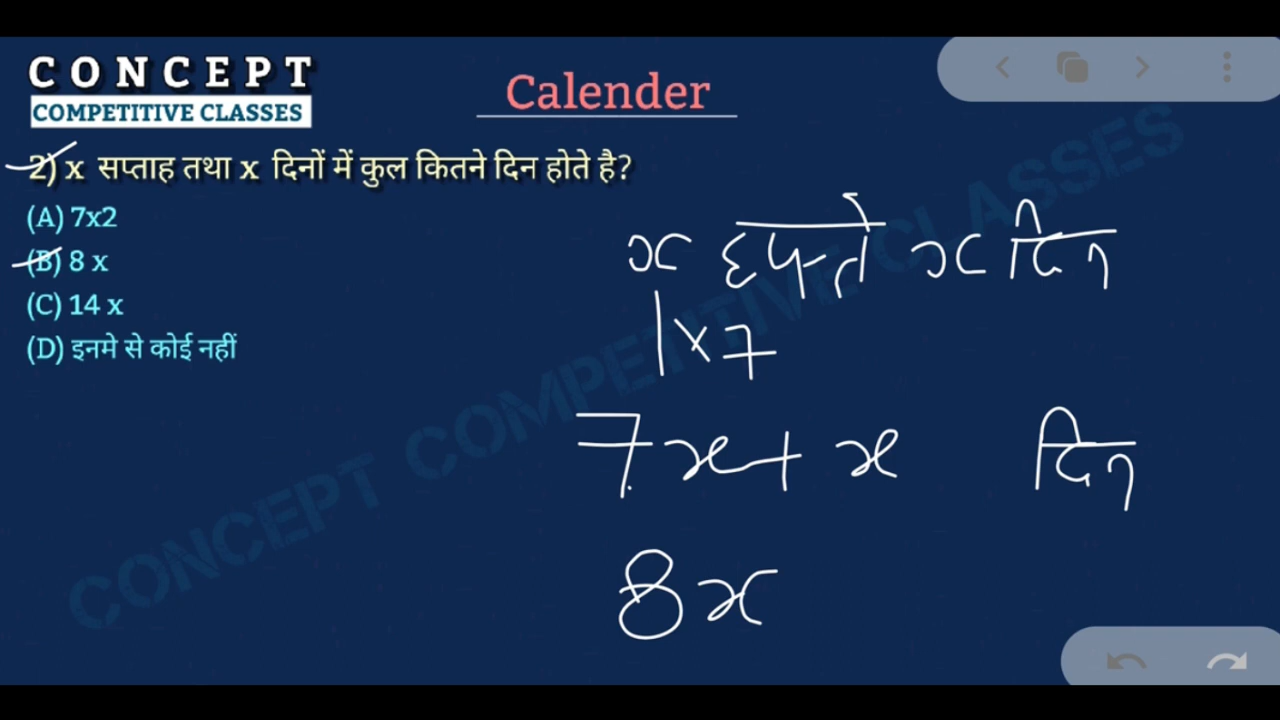 CONCEPT
COMPETITIVE CLASSES
Calender
2) x सप्ताह तथा x दिनों में कुल कितने दिन होते है?
(A) 7x2
(B) 8 x
(C) 14 x
(D) इनमे से कोई नहीं
x हफ्ते x दिन
1x7
7x + x दिन
8x
CONCEPT COMPETITIVE CLASSES